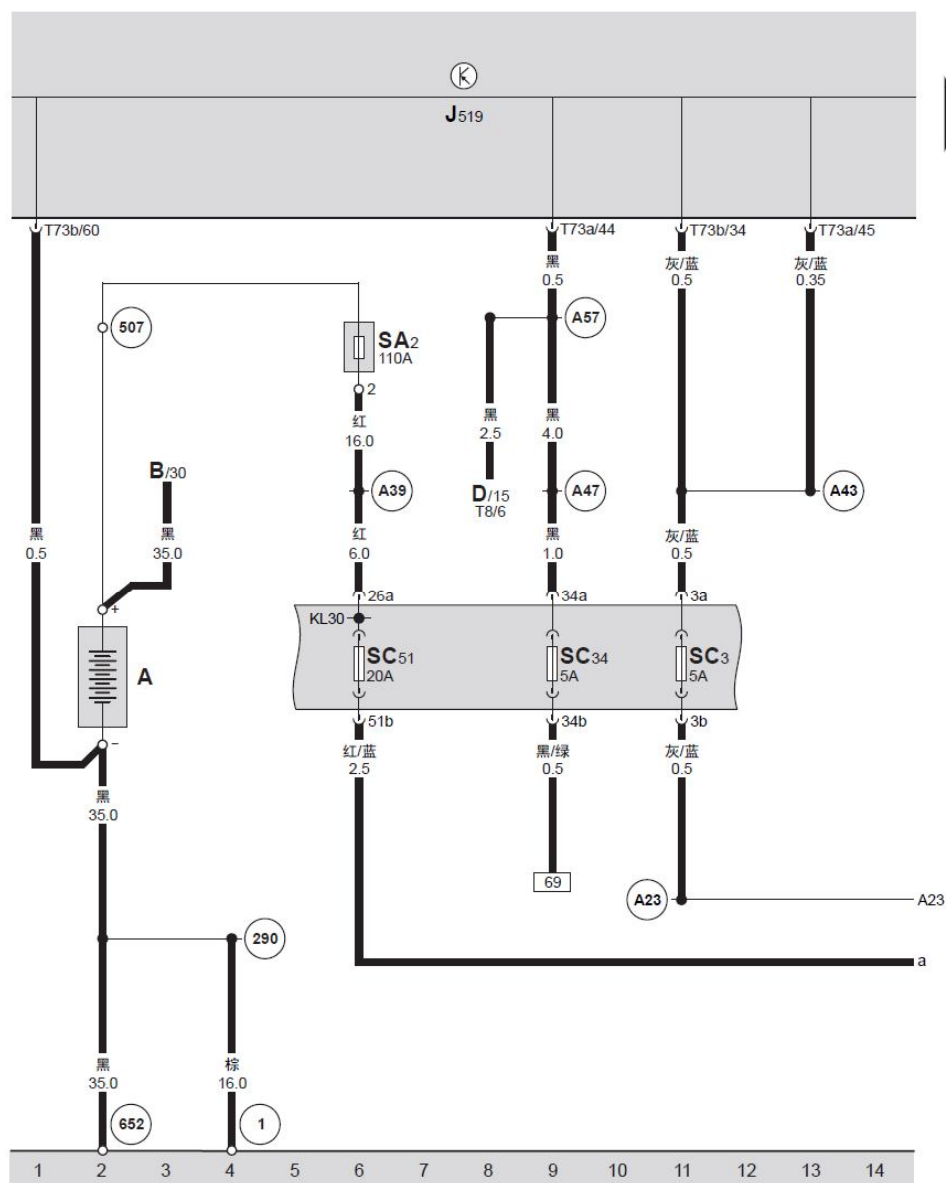 J519
T73b/60
T73a/44
T73b/34
T73a/45
黑
0.5
灰/蓝
0.5
灰/蓝
0.35
507
A57
SA2
110A
2
红
16.0
黑
2.5
黑
4.0
B/30
A39
D/15
T8/6
A47
A43
黑
0.5
黑
35.0
红
6.0
黑
1.0
灰/蓝
0.5
26a
34a
3a
+
KL30
A
SC51
20A
SC34
5A
SC3
5A
51b
34b
3b
−
红/蓝
2.5
黑/绿
0.5
灰/蓝
0.5
黑
35.0
69
A23
A23
290
a
黑
35.0
棕
16.0
652
1
1 2 3 4 5 6 7 8 9 10 11 12 13 14